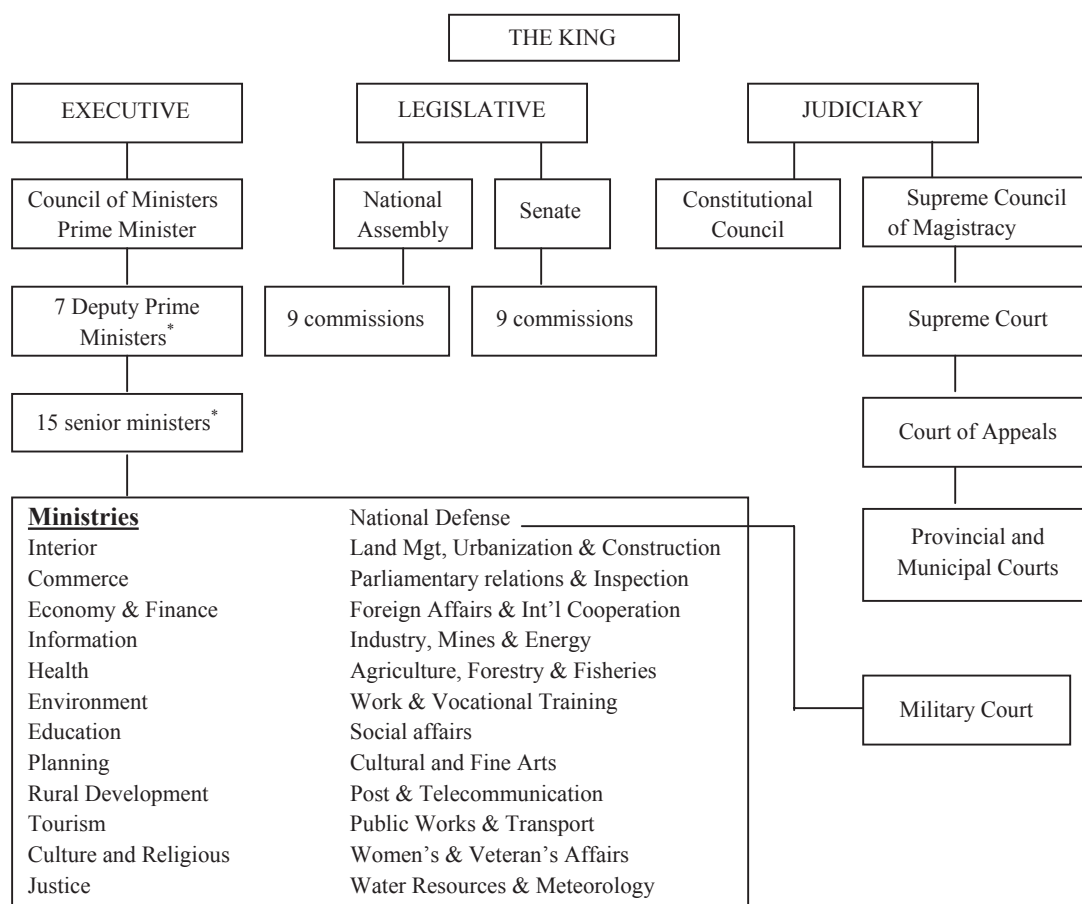 THE KING
EXECUTIVE
LEGISLATIVE
JUDICIARY
Council of Ministers
Prime Minister
National
Assembly
Senate
Constitutional
Council
Supreme Council
of Magistracy
7 Deputy Prime
Ministers*
9 commissions
9 commissions
Supreme Court
15 senior ministers*
Court of Appeals
Provincial and
Municipal Courts
Ministries
Interior
Commerce
Economy & Finance
Information
Health
Environment
Education
Planning
Rural Development
Tourism
Culture and Religious
Justice
National Defense
Land Mgt, Urbanization & Construction
Parliamentary relations & Inspection
Foreign Affairs & Int’l Cooperation
Industry, Mines & Energy
Agriculture, Forestry & Fisheries
Work & Vocational Training
Social affairs
Cultural and Fine Arts
Post & Telecommunication
Public Works & Transport
Women’s & Veteran’s Affairs
Water Resources & Meteorology
Military Court